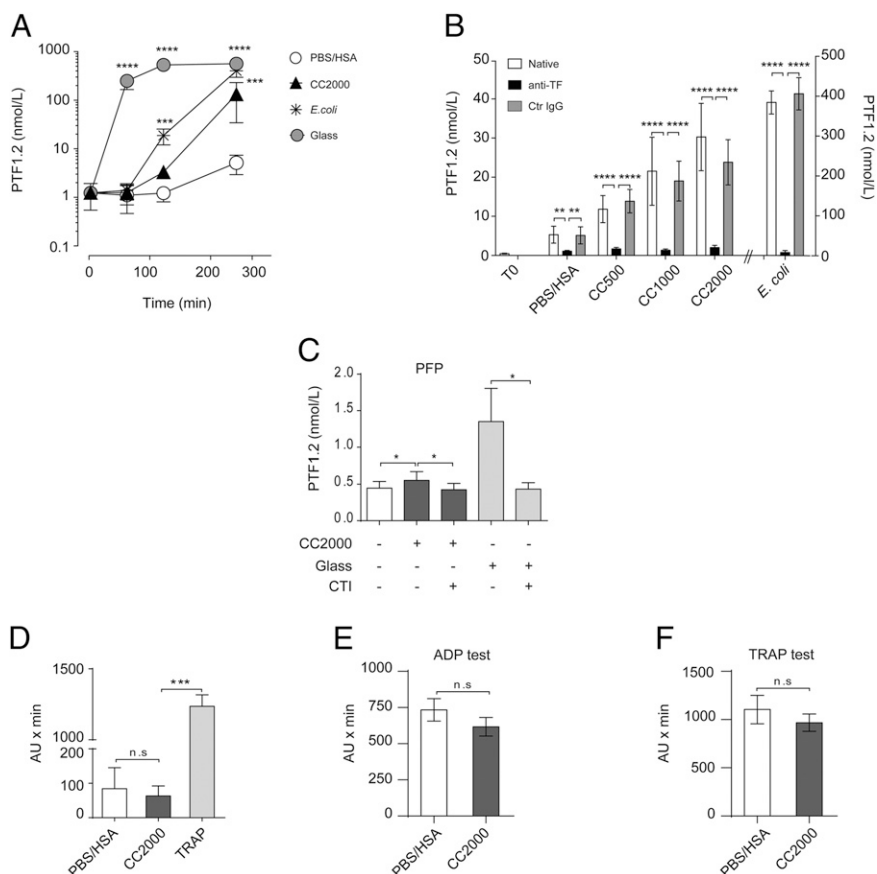 A
PTF1.2 (nmol/L)
1000
100
10
1
0.1
****
****
****
***
***
0
100
200
300
Time (min)
PBS/HSA
CC2000
E.coli
Glass
B
PTF1.2 (nmol/L)
50
40
30
20
10
0
Native
anti-TF
Ctr IgG
** **
**** ****
**** ****
**** ****
**** ****
T0
PBS/HSA
CC500
CC1000
CC2000
E. coli
500
400
300
200
100
0
PTF1.2
(nmol/L)
C
PFP
PTF1.2 (nmol/L)
2.0
1.5
1.0
0.5
0.0
*
*
*
CC2000 - + + - -
Glass - - - + +
CTI - - + - +
D
AU x min
1500
1000
100
50
0
n.s
***
PBS/HSA
CC2000
TRAP
E
ADP test
AU x min
1000
750
500
250
0
n.s
PBS/HSA
CC2000
F
TRAP test
AU x min
1500
1000
500
0
n.s
PBS/HSA
CC2000